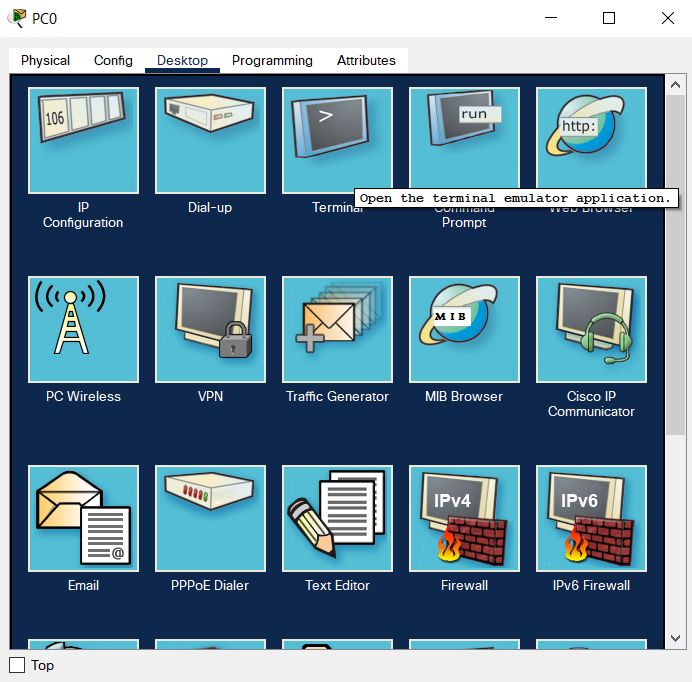 PC0
Physical Config Desktop Programming Attributes
106
>
run
http:
IP
Configuration
Dial-up
Terminal
Command
Prompt
Web Browser
Open the terminal emulator application.
MIB
PC Wireless
VPN
Traffic Generator
MIB Browser
Cisco IP
Communicator
@
IPv4
IPv6
Email
PPPoE Dialer
Text Editor
Firewall
IPv6 Firewall
Top